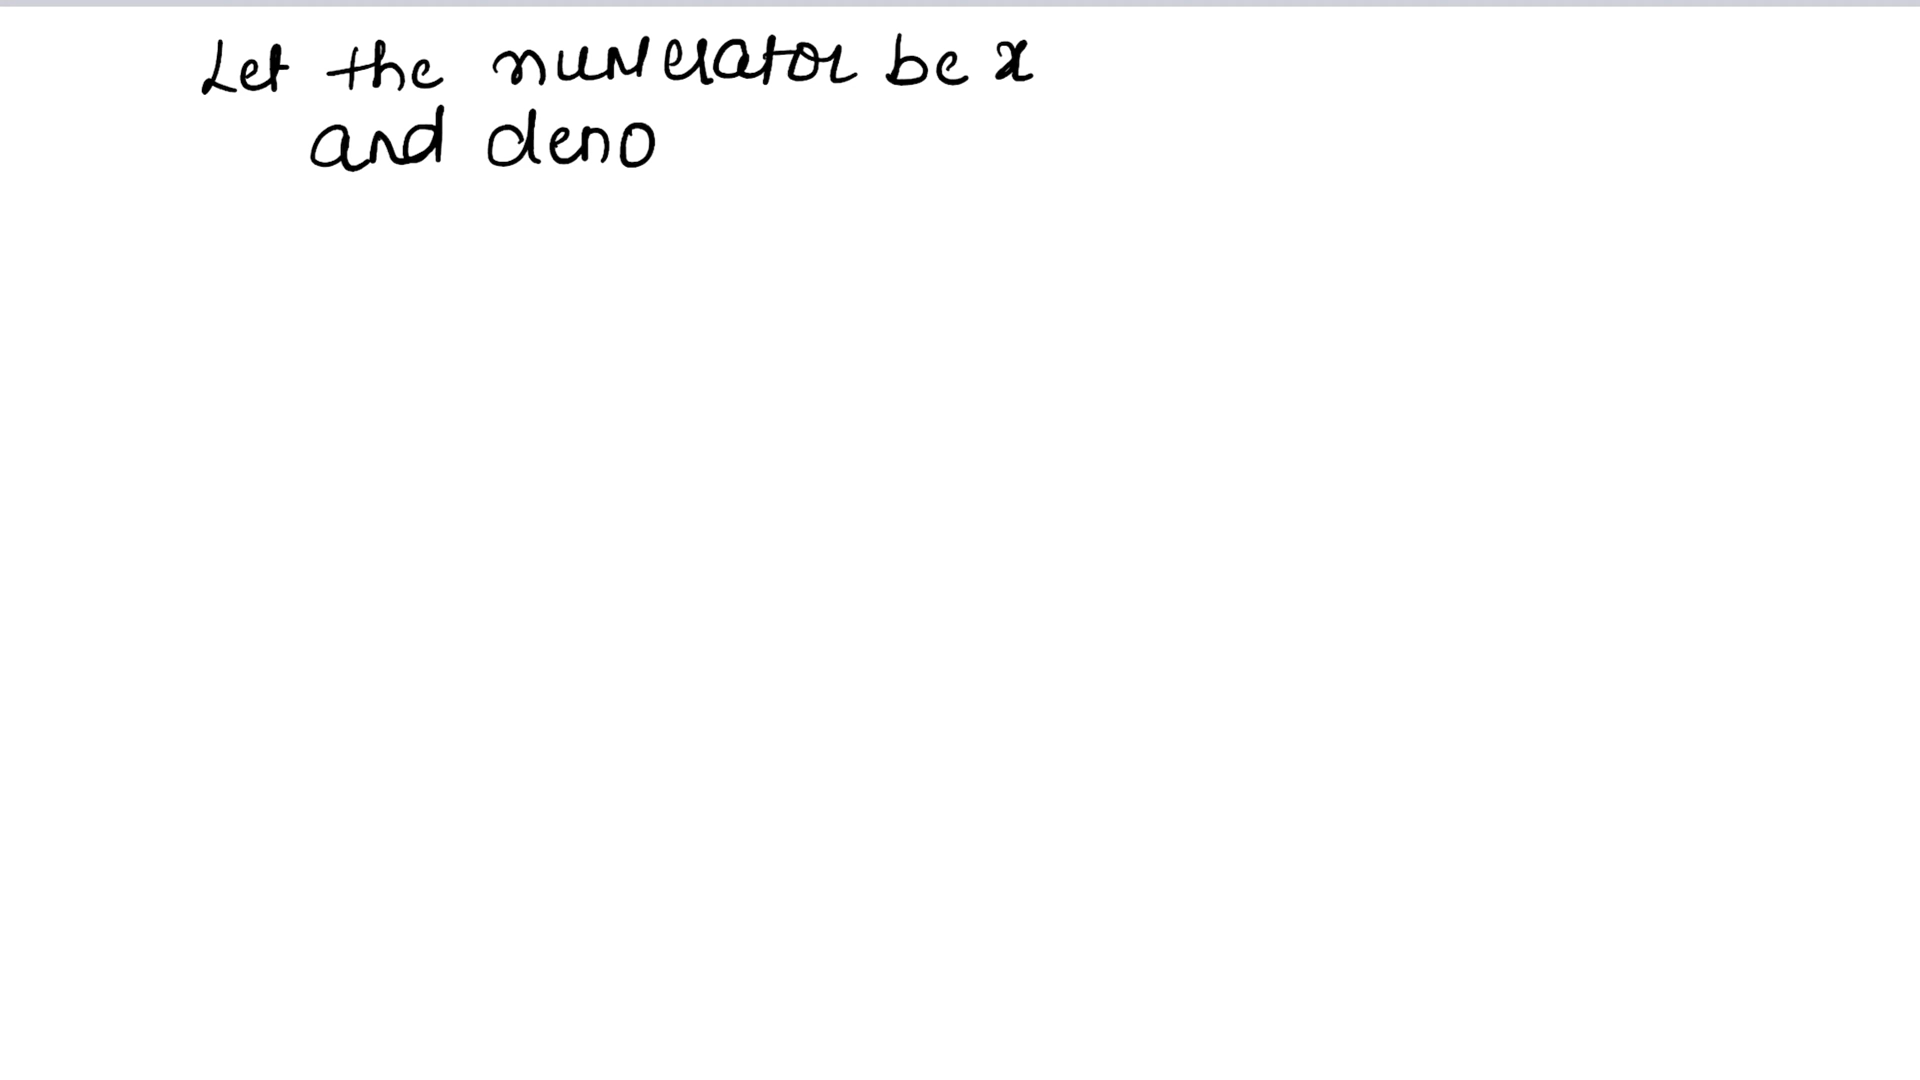 Let the numerator be x
and deno